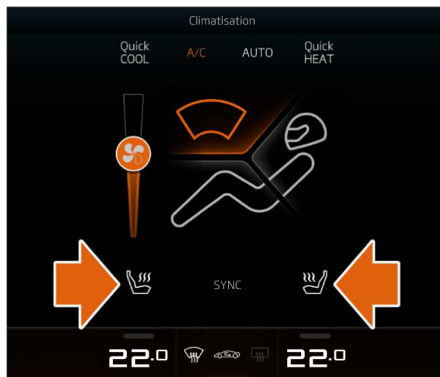 Climatisation
Quick COOL
A/C
AUTO
Quick HEAT
SYNC
22.0
22.0